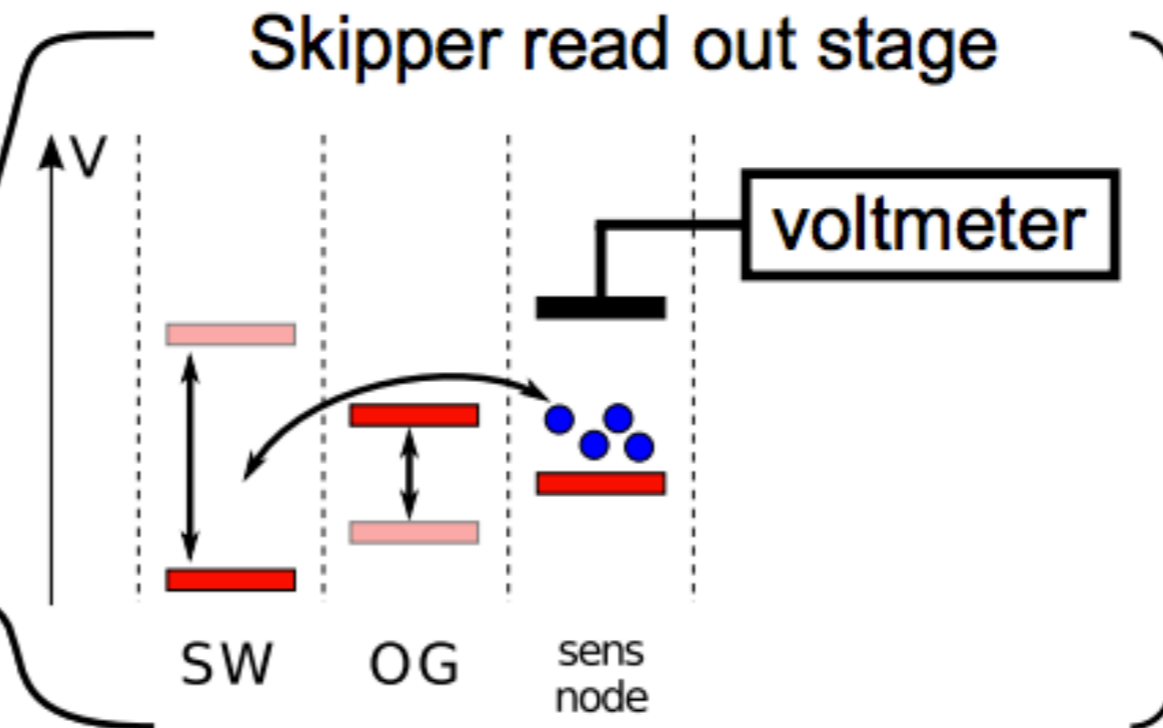 Skipper read out stage
V
voltmeter
SW
OG
sens
node